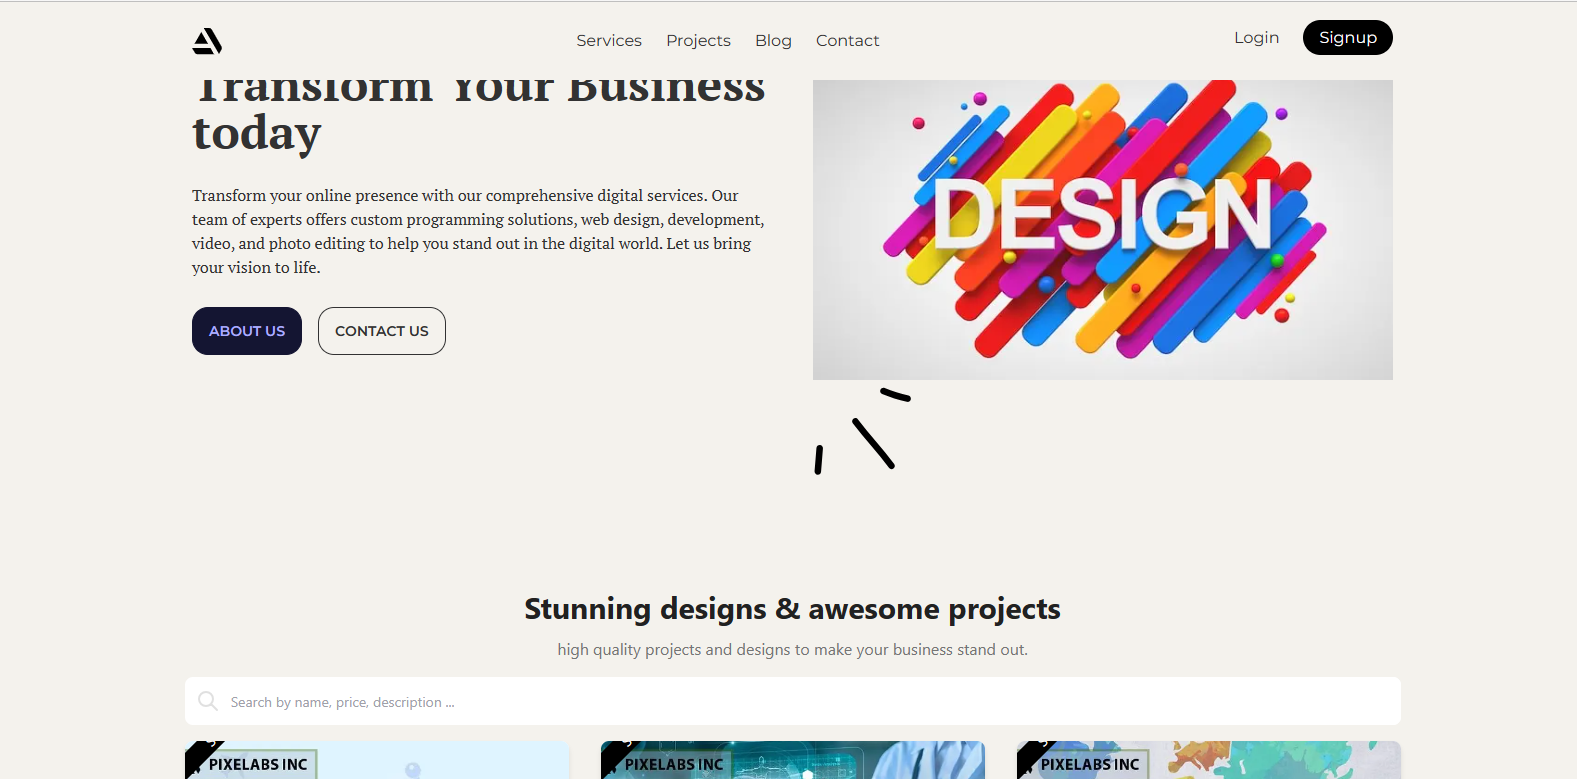 Services Projects Blog Contact
Login Signup
Transform Your Business
today
Transform your online presence with our comprehensive digital services. Our
team of experts offers custom programming solutions, web design, development,
video, and photo editing to help you stand out in the digital world. Let us bring
your vision to life.
ABOUT US CONTACT US
DESIGN
Stunning designs & awesome projects
high quality projects and designs to make your business stand out.
Search by name, price, description ...
PIXELABS INC
PIXELABS INC
PIXELABS INC